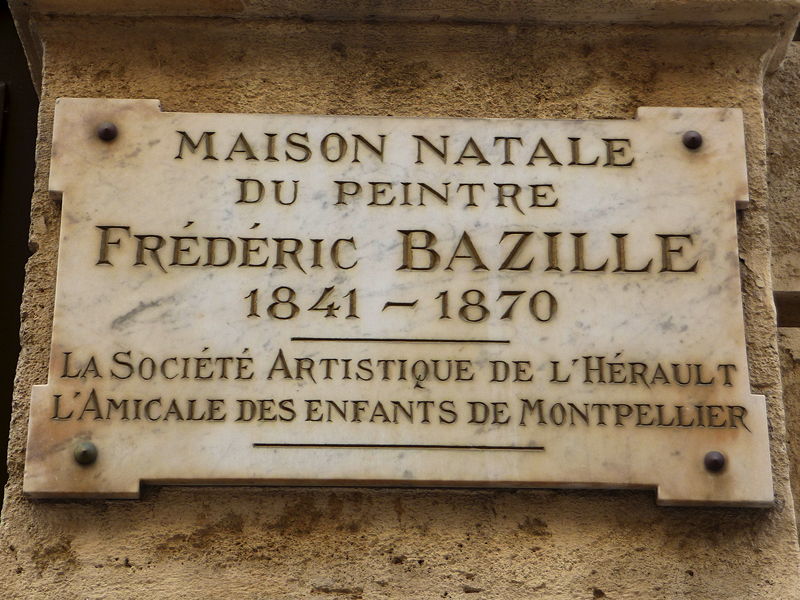 MAISON NATALE
DU PEINTRE
FRÉDÉRIC BAZILLE
1841 – 1870
LA SOCIÉTÉ ARTISTIQUE DE L'HÉRAULT
L'AMICALE DES ENFANTS DE MONTPELLIER